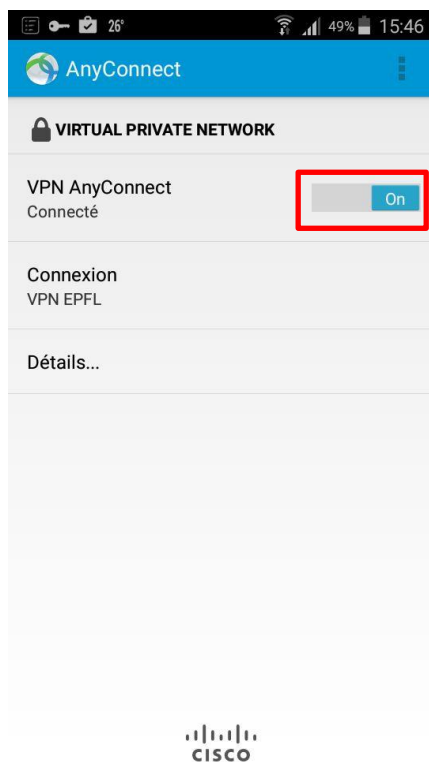 26° 49% 15:46
AnyConnect
VIRTUAL PRIVATE NETWORK
VPN AnyConnect
On
Connecté
Connexion
VPN EPFL
Détails...
CISCO